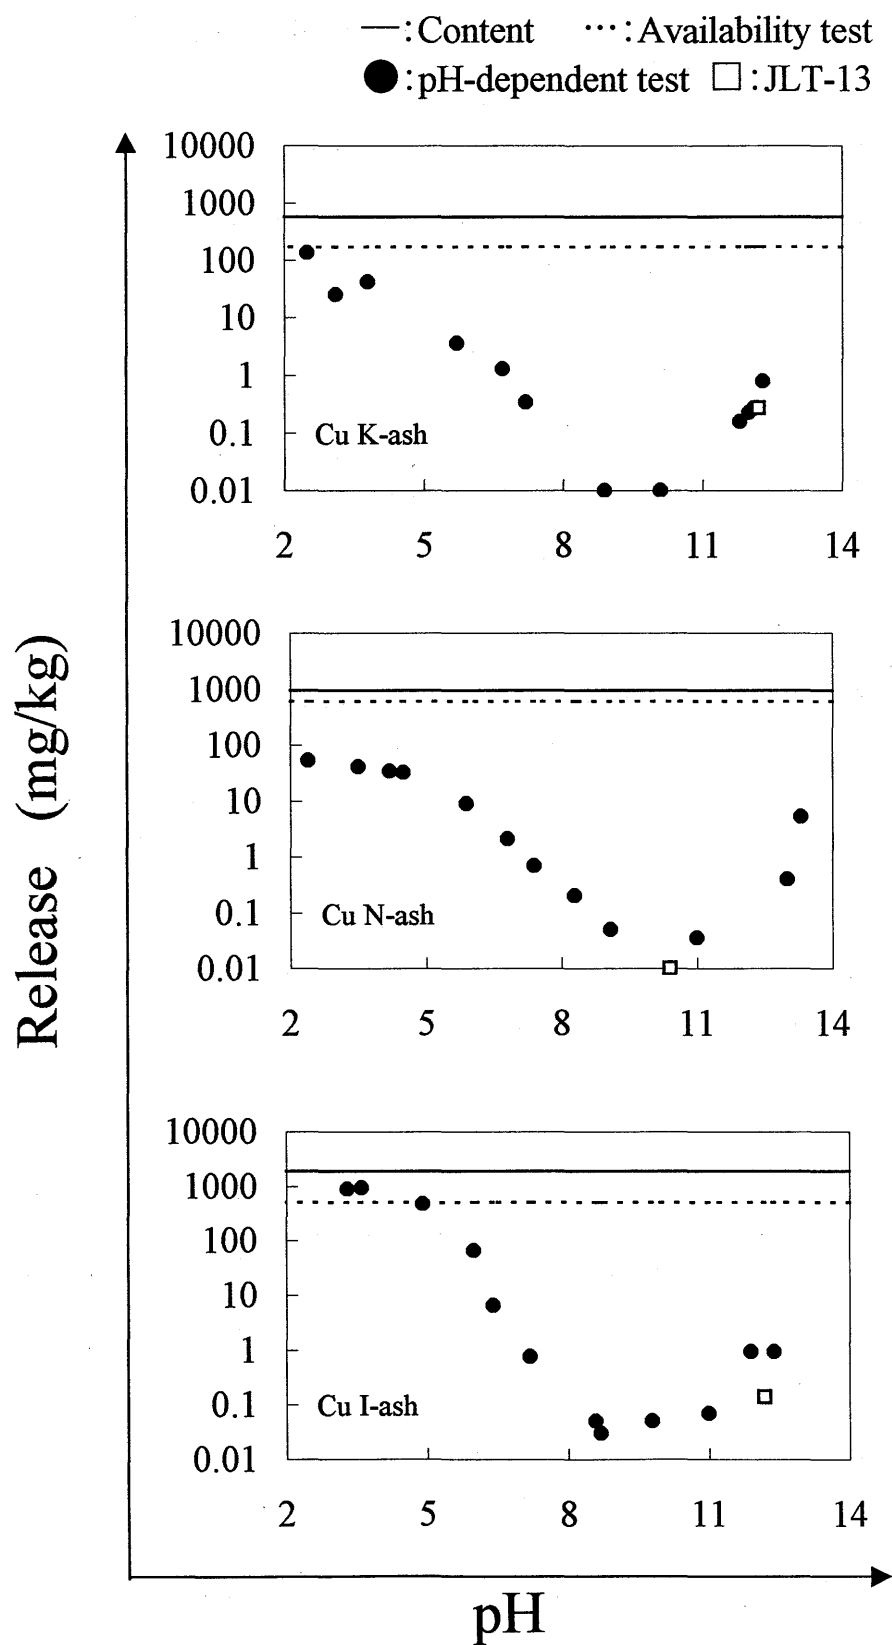 —:Content ···:Availability test
●:pH-dependent test □:JLT-13
10000
1000
100
10
1
0.1
0.01
Cu K-ash
2 5 8 11 14
10000
1000
100
10
1
0.1
0.01
Cu N-ash
2 5 8 11 14
10000
1000
100
10
1
0.1
0.01
Cu I-ash
2 5 8 11 14
Release (mg/kg)
pH